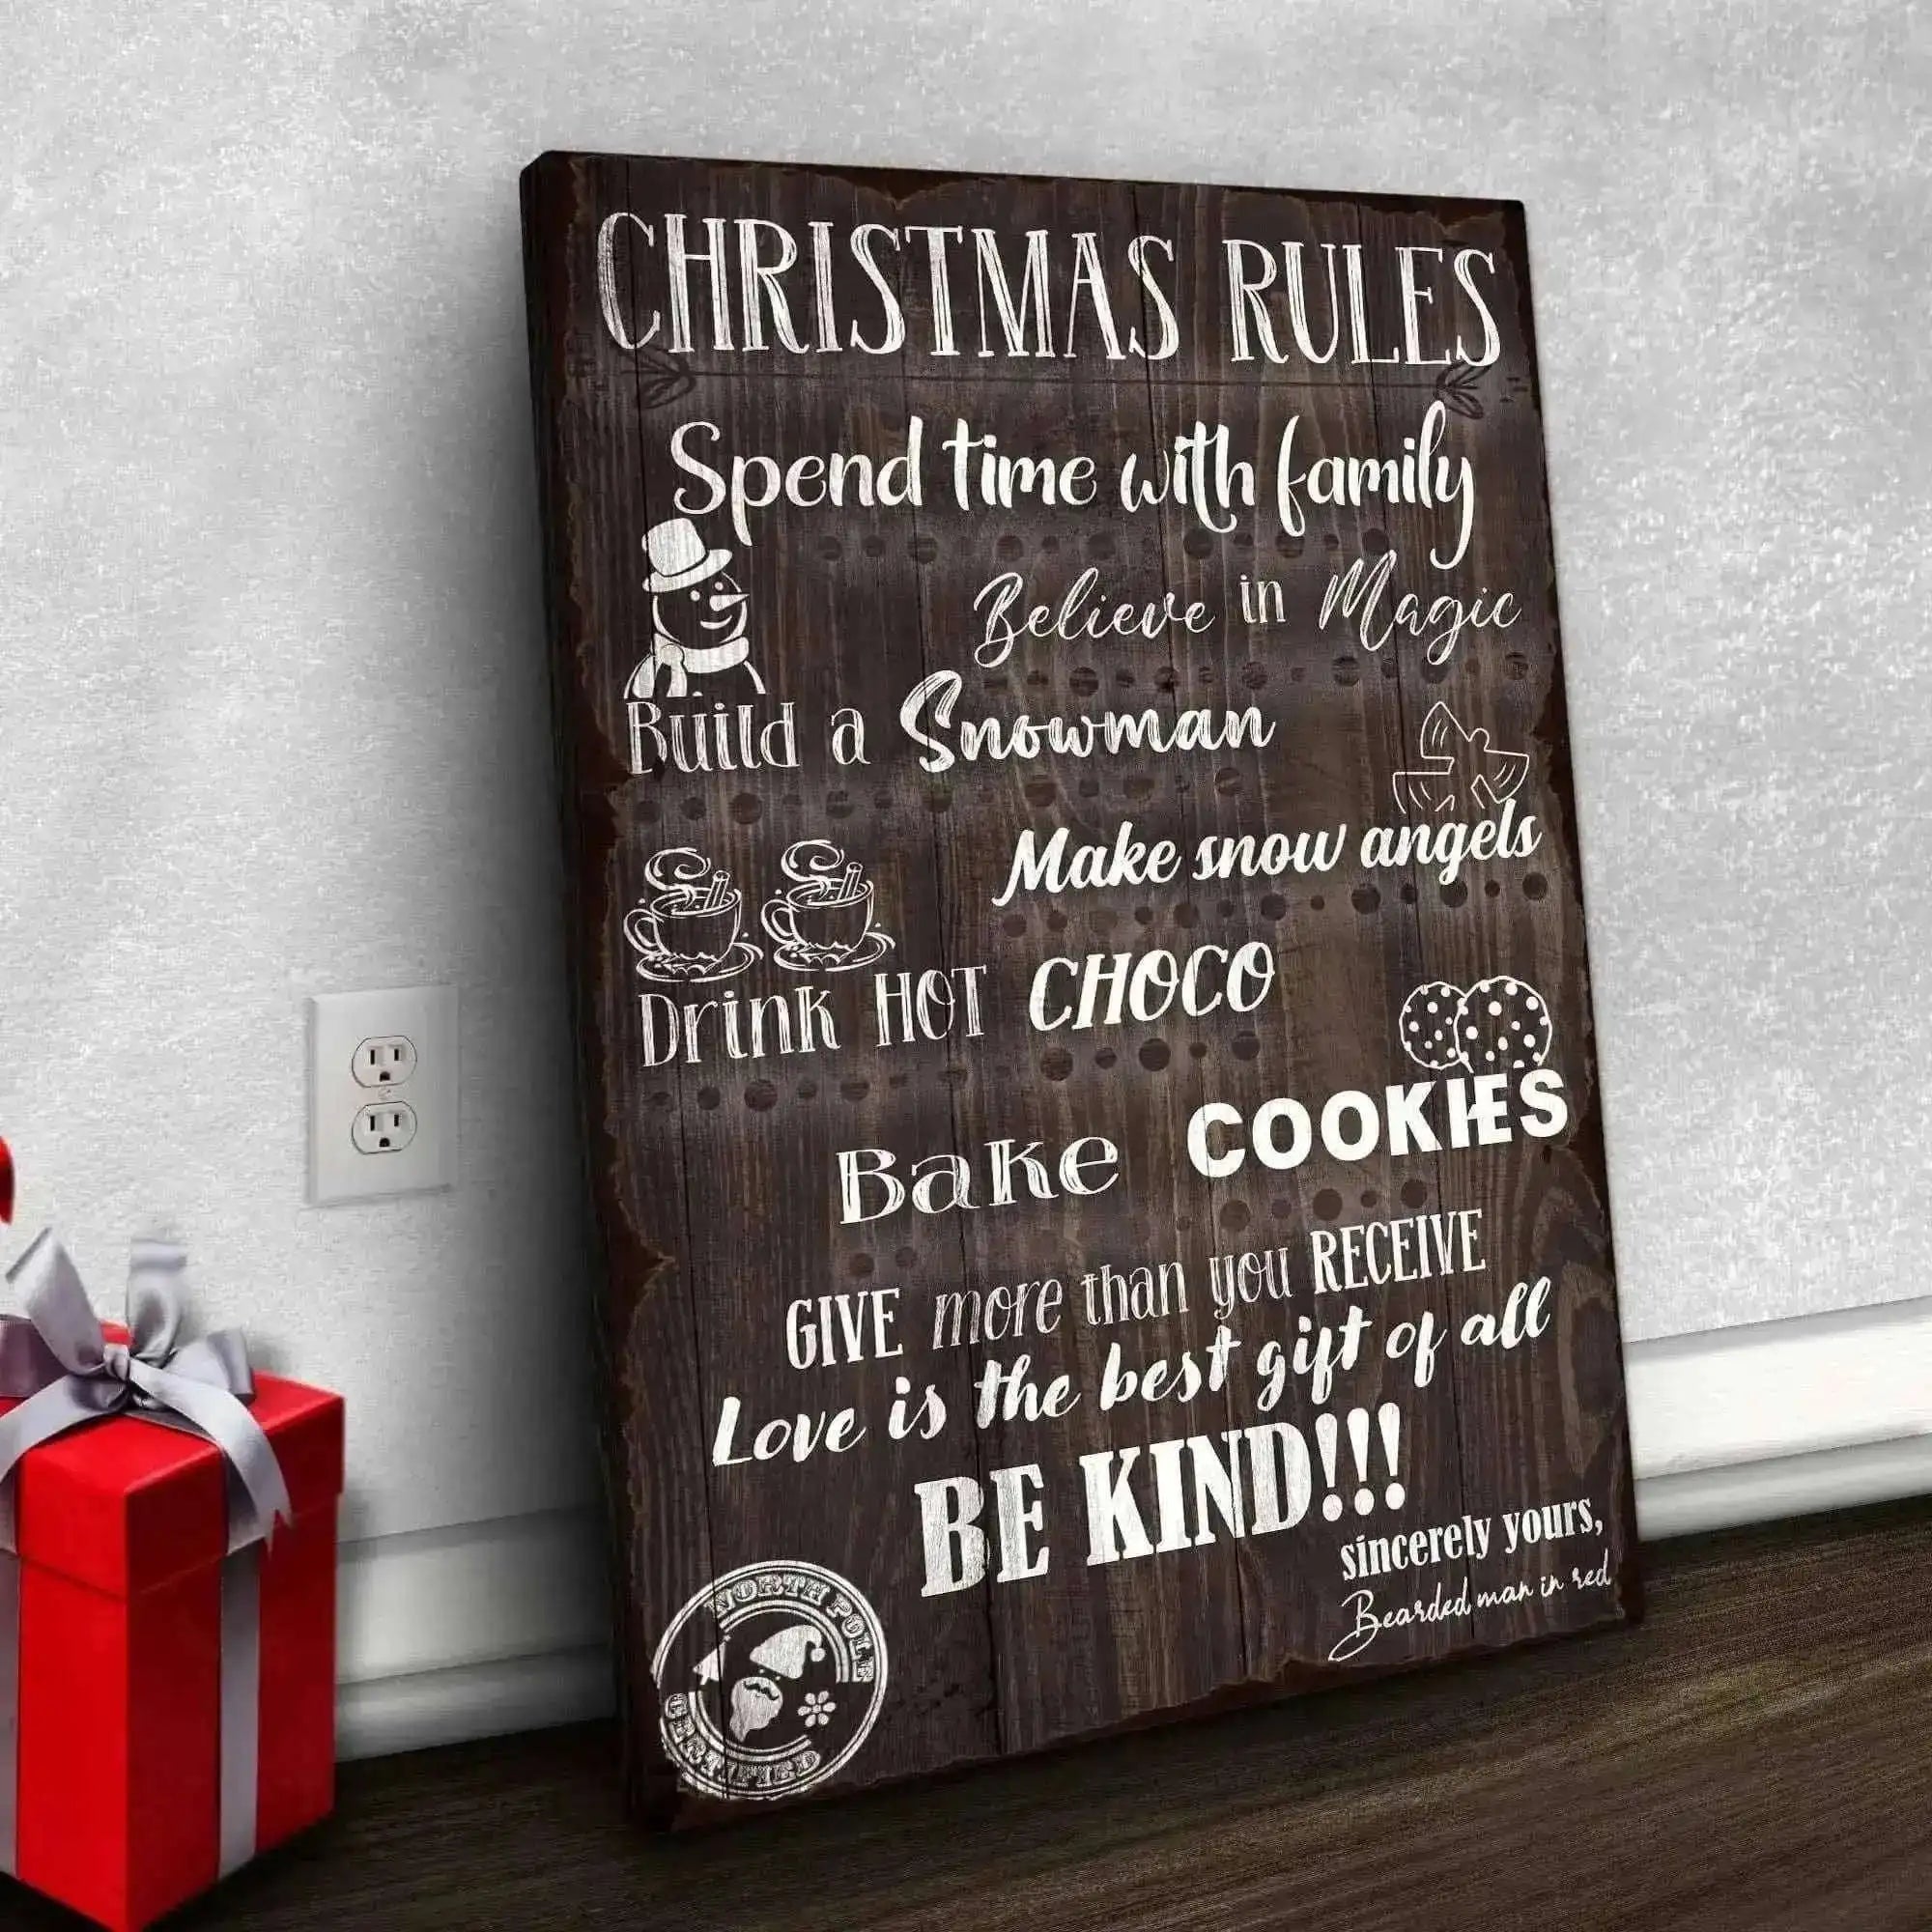 CHRISTMAS RULES
Spend time with family
Believe in Magic
Build a Snowman
Make snow angels
Drink HOT CHOCO
Bake COOKIES
GIVE more than you RECEIVE
Love is the best gift of all
BE KIND!!!
sincerely yours,
Bearded man in red
NORTH POLE
CERTIFIED